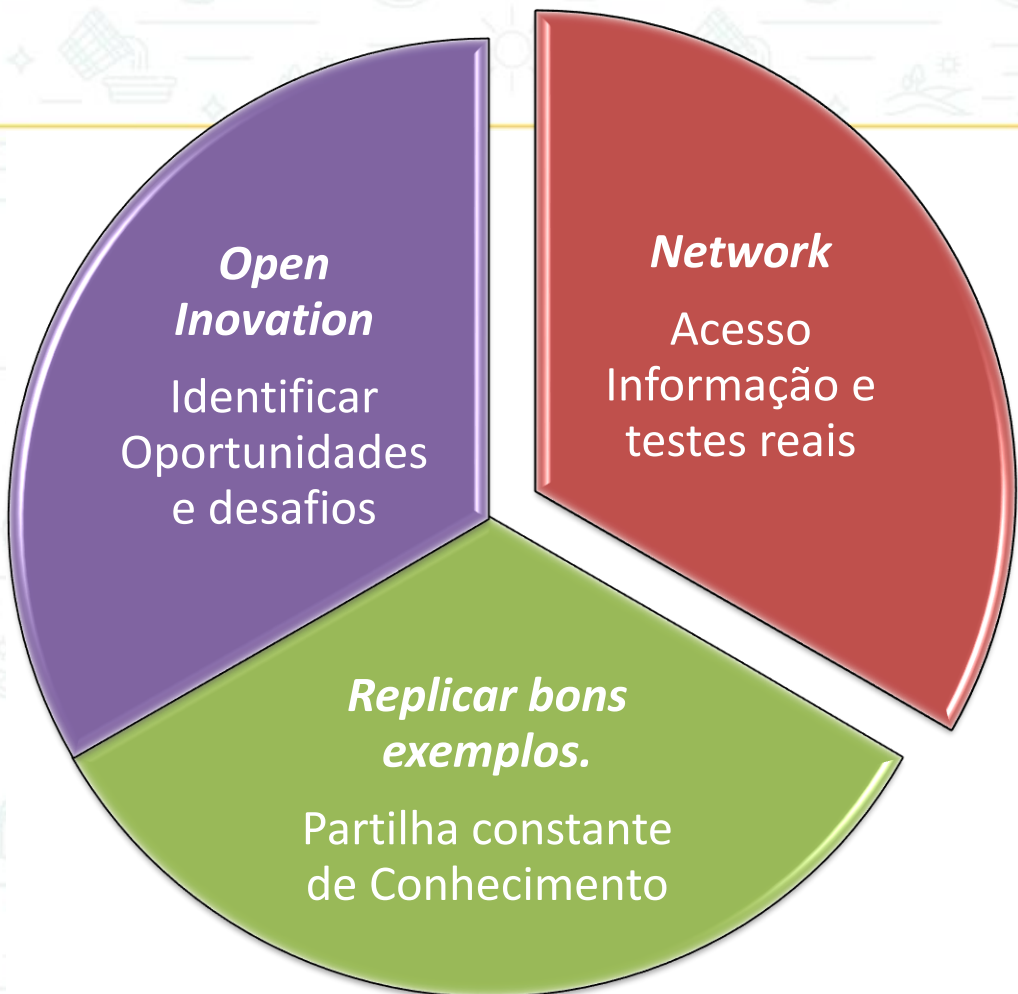 Open
Inovation
Identificar
Oportunidades
e desafios
Network
Acesso
Informação e
testes reais
Replicar bons
exemplos.
Partilha constante
de Conhecimento